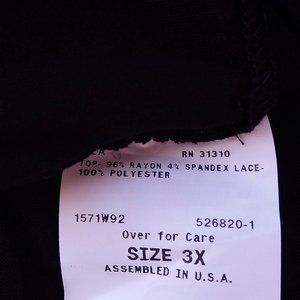 RN 31310
TOP- 96% RAYON 4% SPANDEX LACE-
100% POLYESTER
1571W92 526820-1
Over for Care
SIZE 3X
ASSEMBLED IN U.S.A.